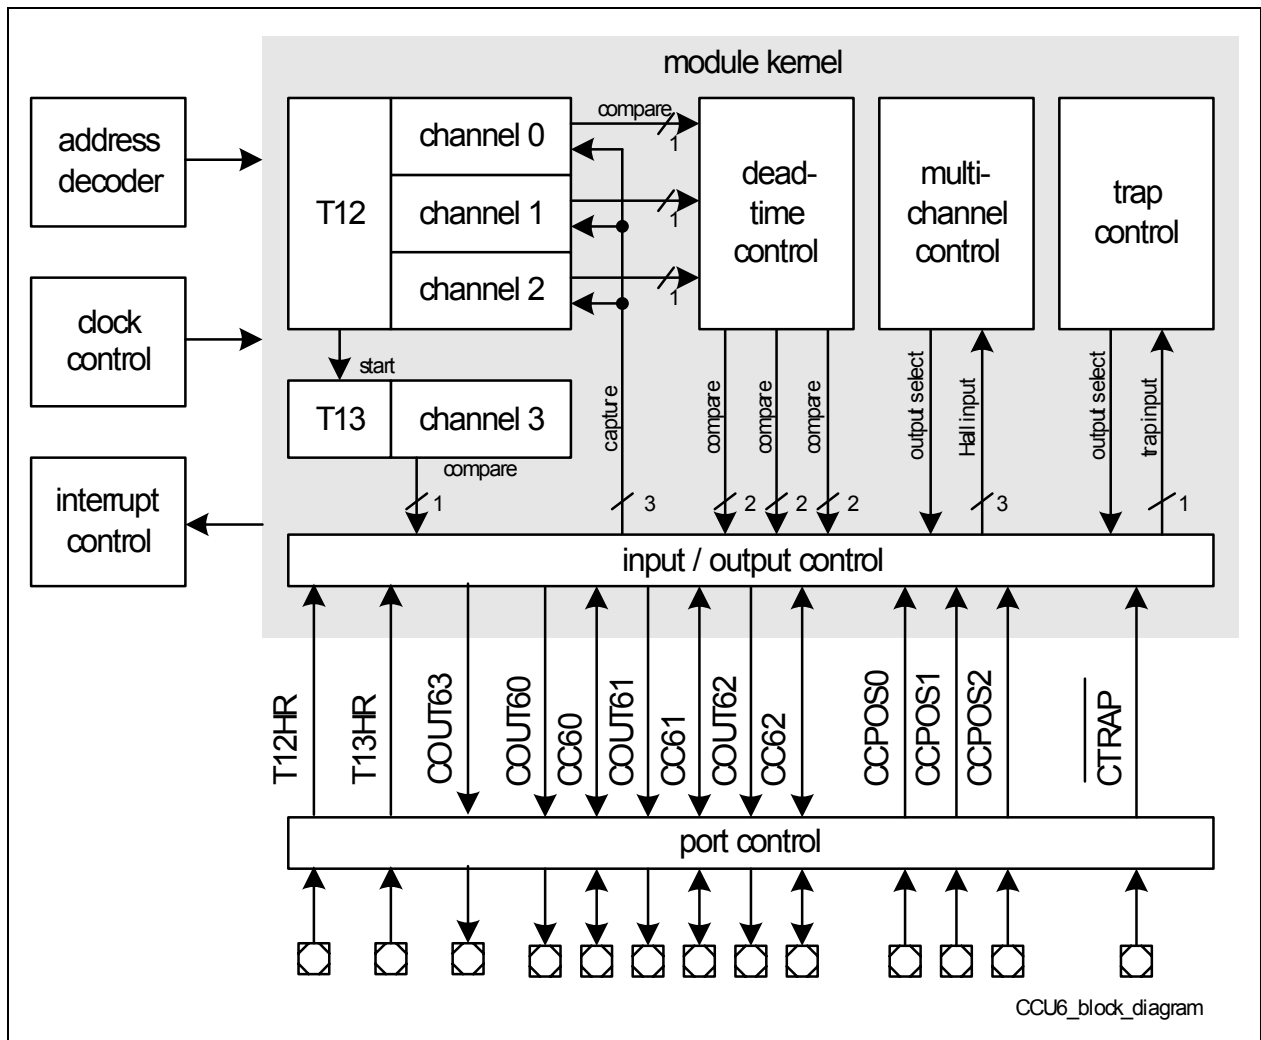 module kernel
address
decoder
clock
control
interrupt
control
T12
channel 0
channel 1
channel 2
compare
1
1
1
dead-
time
control
multi-
channel
control
trap
control
start
T13
channel 3
compare
1
capture
3
compare
2
compare
2
compare
2
output select
Hall input
3
output select
trap input
1
input / output control
T12HR
T13HR
COUT63
COUT60
CC60
COUT61
CC61
COUT62
CC62
CCPOS0
CCPOS1
CCPOS2
CTRAP
port control
CCU6_block_diagram